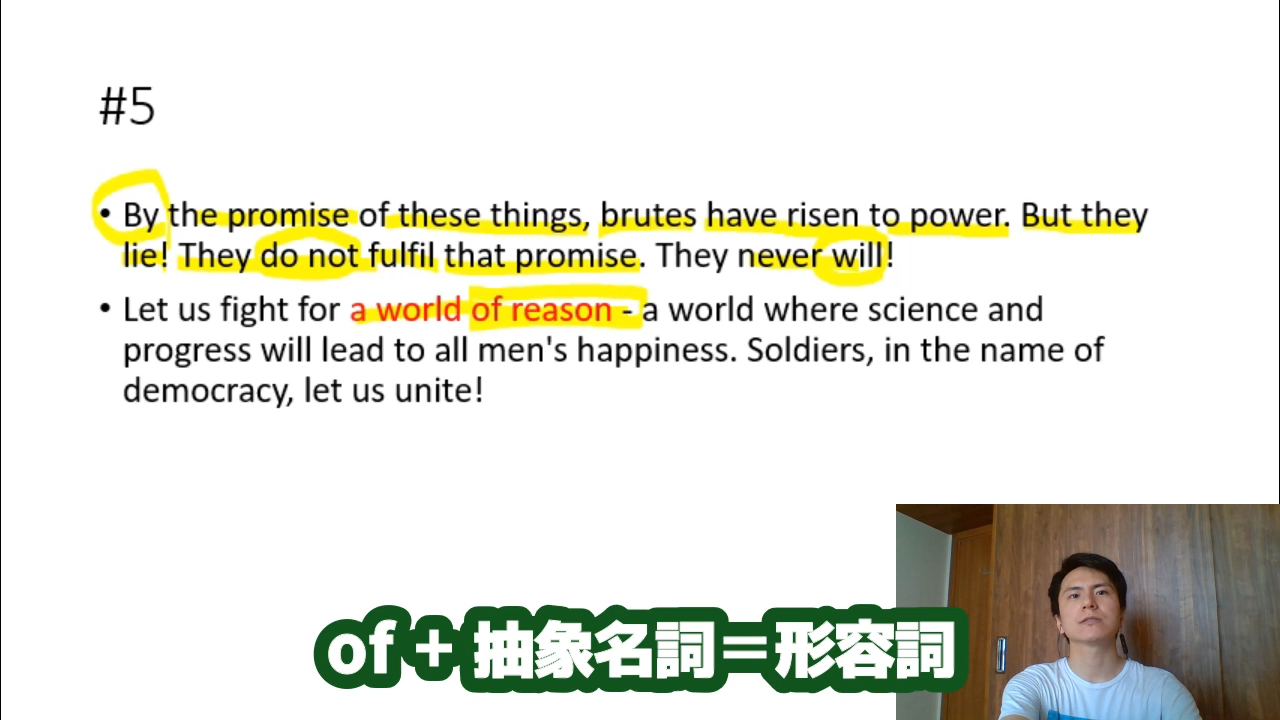 #5
• By the promise of these things, brutes have risen to power. But they
lie! They do not fulfil that promise. They never will!
• Let us fight for a world of reason - a world where science and
progress will lead to all men's happiness. Soldiers, in the name of
democracy, let us unite!
of + 抽象名詞＝形容詞